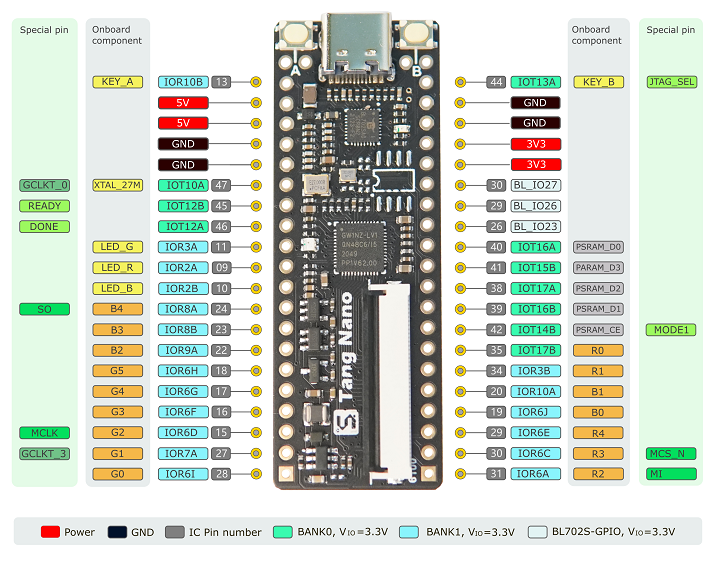 Special pin
Onboard
component
Onboard
component
Special pin
A
B
KEY_A IOR10B 13
44 IOT13A KEY_B JTAG_SEL
5V
GND
5V
GND
GND
3V3
GND
3V3
GCLKT_0 XTAL_27M IOT10A 47
30 BL_IO27
READY IOT12B 45
29 BL_IO26
DONE IOT12A 46
26 BL_IO23
LED_G IOR3A 11
40 IOT16A PSRAM_D0
LED_R IOR2A 09
41 IOT15B PARAM_D3
LED_B IOR2B 10
38 IOT17A PSRAM_D2
SO B4 IOR8A 24
39 IOT16B PSRAM_D1
B3 IOR8B 23
42 IOT14B PSRAM_CE MODE1
B2 IOR9A 22
35 IOT17B R0
G5 IOR6H 18
34 IOR3B R1
G4 IOR6G 17
20 IOR10A B1
G3 IOR6F 16
19 IOR6J B0
MCLK G2 IOR6D 15
29 IOR6E R4
GCLKT_3 G1 IOR7A 27
30 IOR6C R3 MCS_N
G0 IOR6I 28
31 IOR6A R2 MI
GW1NZ-LV1
QN48C6/I5
2049
PP1V62.00
Tang Nano
Power GND IC Pin number BANK0, VIO=3.3V BANK1, VIO=3.3V BL702S-GPIO, VIO=3.3V